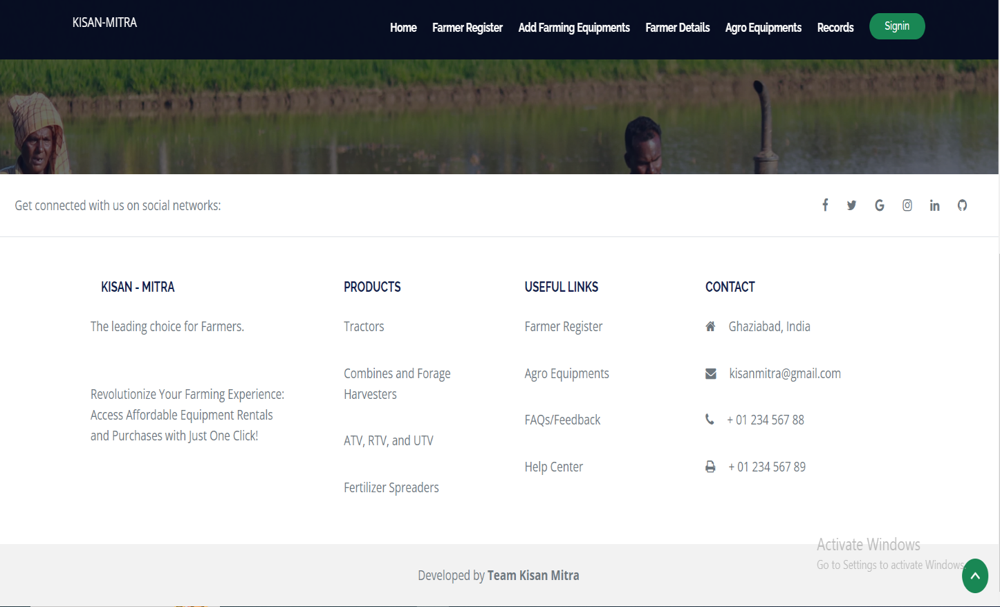 KISAN-MITRA
Home Farmer Register Add Farming Equipments Farmer Details Agro Equipments Records Signin
Get connected with us on social networks:
KISAN - MITRA
The leading choice for Farmers.
Revolutionize Your Farming Experience:
Access Affordable Equipment Rentals
and Purchases with Just One Click!
PRODUCTS
Tractors
Combines and Forage
Harvesters
ATV, RTV, and UTV
Fertilizer Spreaders
USEFUL LINKS
Farmer Register
Agro Equipments
FAQs/Feedback
Help Center
CONTACT
Ghaziabad, India
kisanmitra@gmail.com
+ 01 234 567 88
+ 01 234 567 89
Activate Windows
Go to Settings to activate Windows.
Developed by Team Kisan Mitra